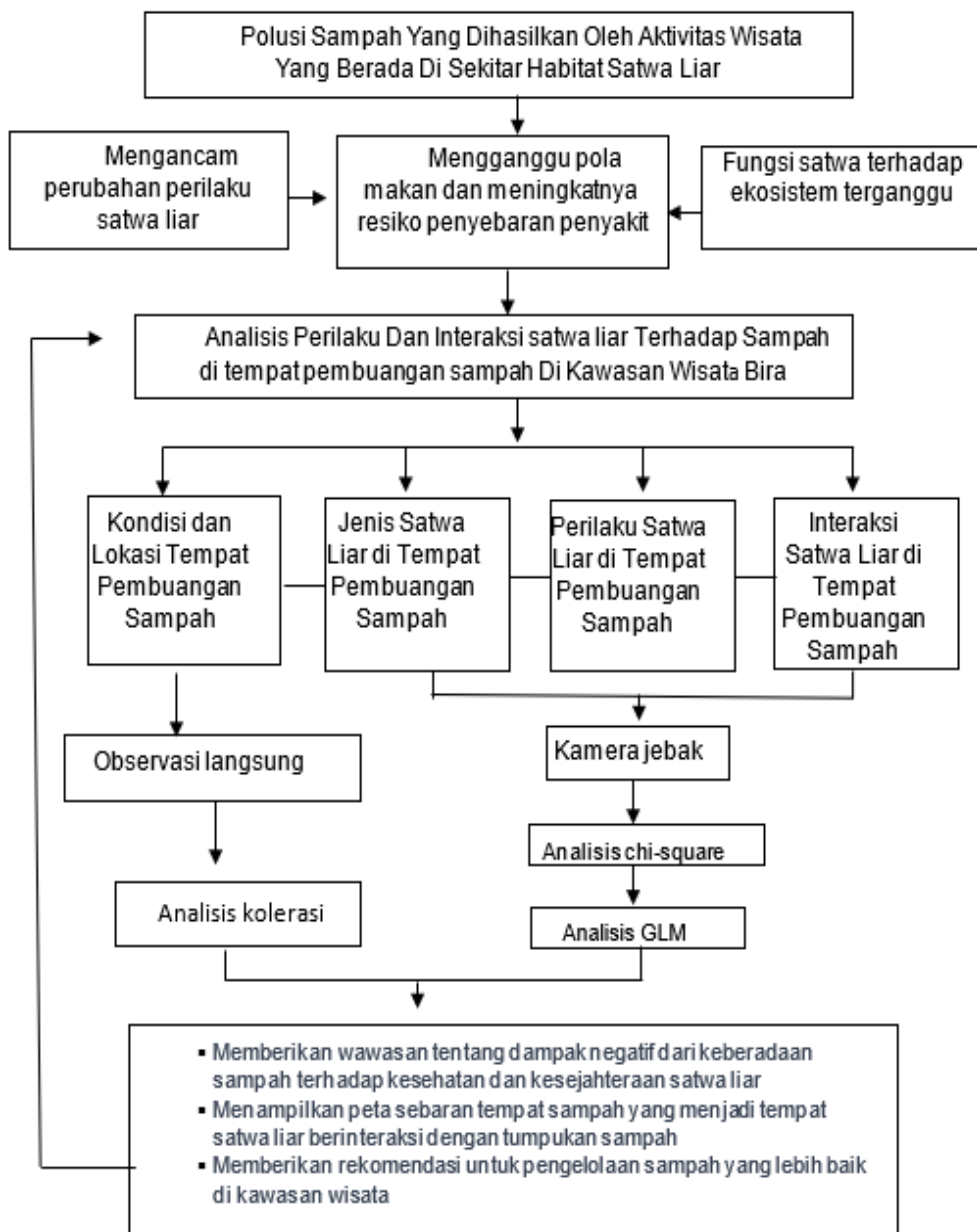 Polusi Sampah Yang Dihasilkan Oleh Aktivitas Wisata
Yang Berada Di Sekitar Habitat Satwa Liar
Mengancam
perubahan perilaku
satwa liar
Mengganggu pola
makan dan meningkatnya
resiko penyebaran penyakit
Fungsi satwa terhadap
ekosistem terganggu
Analisis Perilaku Dan Interaksi satwa liar Terhadap Sampah
di tempat pembuangan sampah Di Kawasan Wisata Bira
Kondisi dan
Lokasi Tempat
Pembuangan
Sampah
Jenis Satwa
Liar di Tempat
Pembuangan
Sampah
Perilaku Satwa
Liar di Tempat
Pembuangan
Sampah
Interaksi
Satwa Liar di
Tempat
Pembuangan
Sampah
Observasi langsung
Kamera jebak
Analisis chi-square
Analisis kolerasi
Analisis GLM
▪ Memberikan wawasan tentang dampak negatif dari keberadaan
sampah terhadap kesehatan dan kesejahteraan satwa liar
▪ Menampilkan peta sebaran tempat sampah yang menjadi tempat
satwa liar berinteraksi dengan tumpukan sampah
▪ Memberikan rekomendasi untuk pengelolaan sampah yang lebih baik
di kawasan wisata